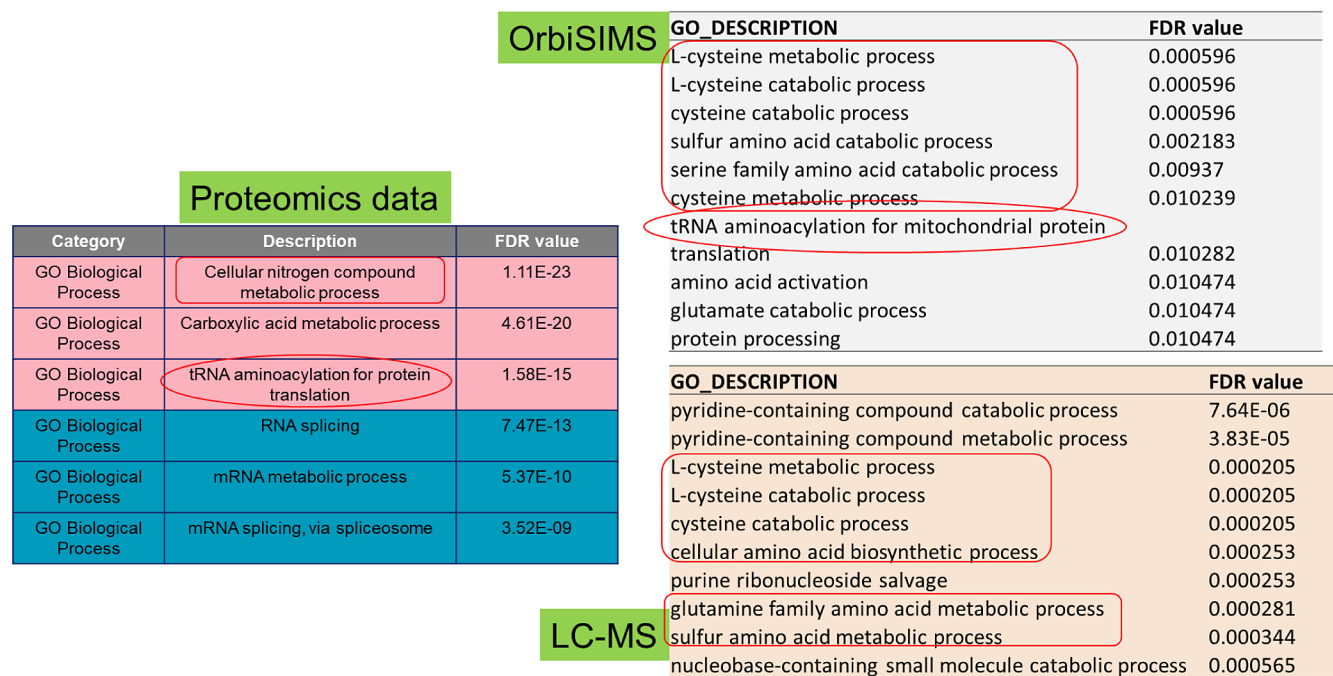 OrbiSIMS
GO_DESCRIPTION FDR value
L-cysteine metabolic process 0.000596
L-cysteine catabolic process 0.000596
cysteine catabolic process 0.000596
sulfur amino acid catabolic process 0.002183
serine family amino acid catabolic process 0.00937
cysteine metabolic process 0.010239
tRNA aminoacylation for mitochondrial protein
translation 0.010282
amino acid activation 0.010474
glutamate catabolic process 0.010474
protein processing 0.010474
Proteomics data
Category Description FDR value
GO Biological Cellular nitrogen compound 1.11E-23
Process metabolic process
GO Biological Carboxylic acid metabolic process 4.61E-20
Process
GO Biological tRNA aminoacylation for protein 1.58E-15
Process translation
GO Biological RNA splicing 7.47E-13
Process
GO Biological mRNA metabolic process 5.37E-10
Process
GO Biological mRNA splicing, via spliceosome 3.52E-09
Process
LC-MS
GO_DESCRIPTION FDR value
pyridine-containing compound catabolic process 7.64E-06
pyridine-containing compound metabolic process 3.83E-05
L-cysteine metabolic process 0.000205
L-cysteine catabolic process 0.000205
cysteine catabolic process 0.000205
cellular amino acid biosynthetic process 0.000253
purine ribonucleoside salvage 0.000253
glutamine family amino acid metabolic process 0.000281
sulfur amino acid metabolic process 0.000344
nucleobase-containing small molecule catabolic process 0.000565